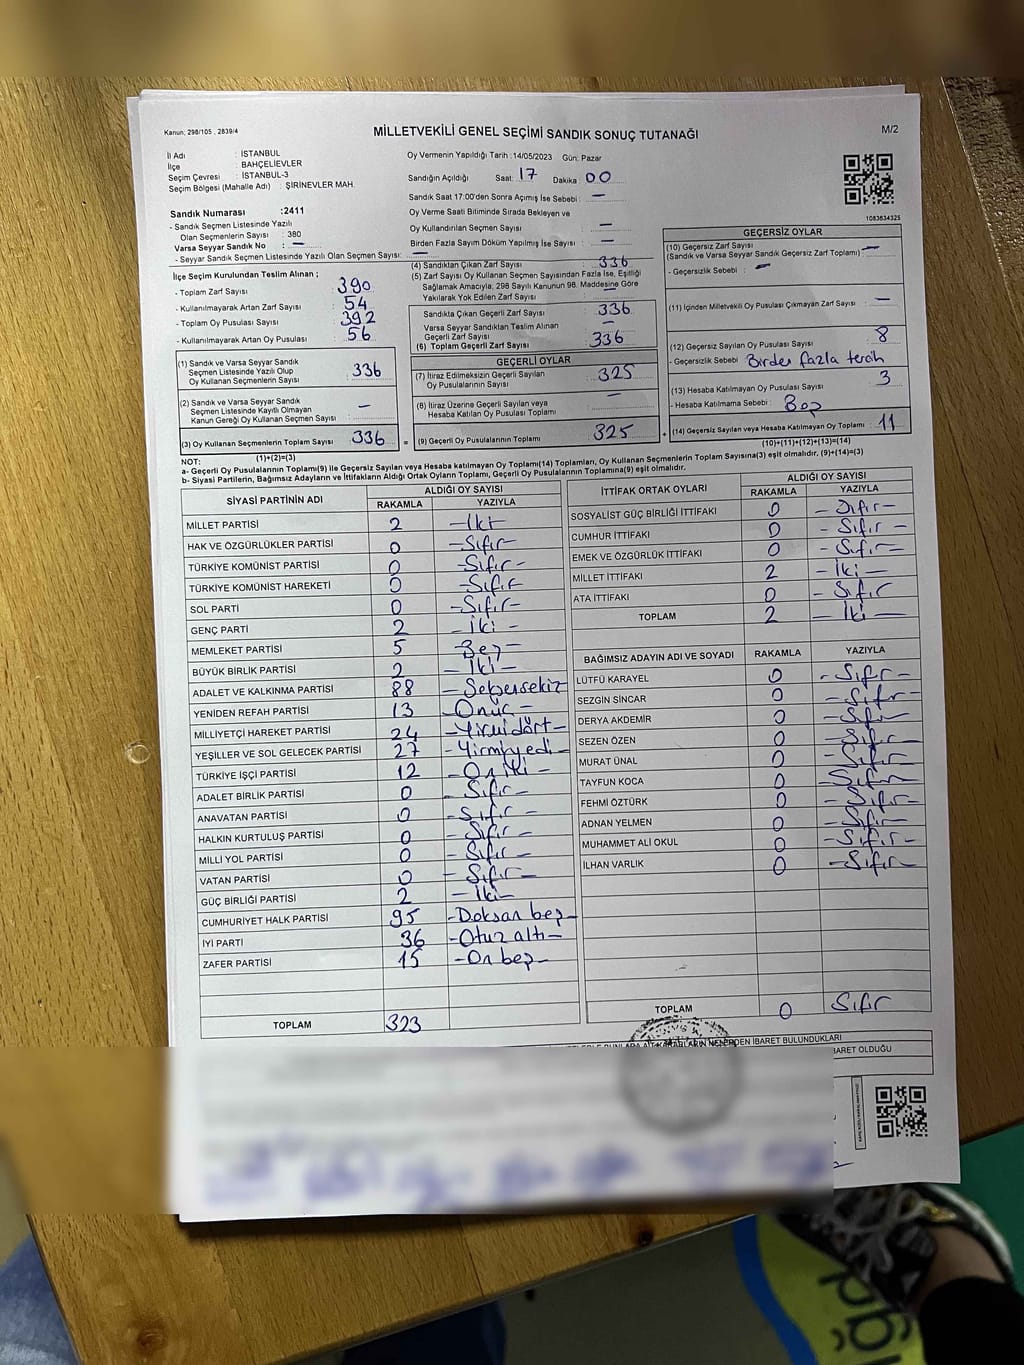 Kanun; 298/105 , 2839/4
MİLLETVEKİLİ GENEL SEÇİMİ SANDIK SONUÇ TUTANAĞI
M/2
İl Adı : İSTANBUL
İlçe : BAHÇELİEVLER
Seçim Çevresi : İSTANBUL-3
Seçim Bölgesi (Mahalle Adı) : ŞİRİNEVLER MAH.
Oy Vermenin Yapıldığı Tarih :14/05/2023 Gün: Pazar
Sandığın Açıldığı Saat: 17 Dakika 00
Sandık Saat 17:00'den Sonra Açımış İse Sebebi : —
1083634325
Sandık Numarası :2411
- Sandık Seçmen Listesinde Yazılı
Olan Seçmenlerin Sayısı : 380
Varsa Seyyar Sandık No : —
- Seyyar Sandık Seçmen Listesinde Yazılı Olan Seçmen Sayısı: —
Oy Verme Saati Bitiminde Sırada Bekleyen ve
Oy Kullandırılan Seçmen Sayısı —
Birden Fazla Sayım Döküm Yapılmış İse Sayısı : —
İlçe Seçim Kurulundan Teslim Alınan ;
- Toplam Zarf Sayısı : 390
- Kullanılmayarak Artan Zarf Sayısı : 54
- Toplam Oy Pusulası Sayısı : 392
- Kullanılmayarak Artan Oy Pusulası : 56
(4) Sandıktan Çıkan Zarf Sayısı : 336
(5) Zarf Sayısı Oy Kullanan Seçmen Sayısından Fazla İse, Eşitliği
Sağlamak Amacıyla; 298 Sayılı Kanunun 98. Maddesine Göre
Yakılarak Yok Edilen Zarf Sayısı : —
Sandıkta Çıkan Geçerli Zarf Sayısı : 336
Varsa Seyyar Sandıktan Teslim Alınan
Geçerli Zarf Sayısı : —
(6) Toplam Geçerli Zarf Sayısı : 336
GEÇERSİZ OYLAR
(10) Geçersiz Zarf Sayısı
(Sandık ve Varsa Seyyar Sandık Geçersiz Zarf Toplamı) : —
- Geçersizlik Sebebi : —
(11) İçinden Milletvekili Oy Pusulası Çıkmayan Zarf Sayısı : —
(12) Geçersiz Sayılan Oy Pusulası Sayısı : 8
- Geçersizlik Sebebi Birden fazla tercih
(13) Hesaba Katılmayan Oy Pusulası Sayısı : 3
- Hesaba Katılmama Sebebi : Boş
(14) Geçersiz Sayılan veya Hesaba Katılmayan Oy Toplamı : 11
(10)+(11)+(12)+(13)=(14)
(1) Sandık ve Varsa Seyyar Sandık
Seçmen Listesinde Yazılı Olup
Oy Kullanan Seçmenlerin Sayısı : 336
(2) Sandık ve Varsa Seyyar Sandık
Seçmen Listesinde Kayıtlı Olmayan
Kanun Gereği Oy Kullanan Seçmen Sayısı : —
(3) Oy Kullanan Seçmenlerin Toplam Sayısı : 336 =
(1)+(2)=(3)
GEÇERLİ OYLAR
(7) İtiraz Edilmeksizin Geçerli Sayılan
Oy Pusulalarının Sayısı : 325
(8) İtiraz Üzerine Geçerli Sayılan veya
Hesaba Katılan Oy Pusulası Toplamı : —
(9) Geçerli Oy Pusulalarının Toplamı : 325 +
NOT:
a- Geçerli Oy Pusulalarının Toplamı(9) ile Geçersiz Sayılan veya Hesaba katılmayan Oy Toplamı(14) Toplamları, Oy Kullanan Seçmenlerin Toplam Sayısına(3) eşit olmalıdır. (9)+(14)=(3)
b- Siyasi Partilerin, Bağımsız Adayların ve İttifakların Aldığı Ortak Oyların Toplamı, Geçerli Oy Pusulalarının Toplamına(9) eşit olmalıdır.
SİYASİ PARTİNİN ADI ALDIĞI OY SAYISI
RAKAMLA YAZIYLA
MİLLET PARTİSİ 2 —İki—
HAK VE ÖZGÜRLÜKLER PARTİSİ 0 —Sıfır—
TÜRKİYE KOMÜNİST PARTİSİ 0 —Sıfır—
TÜRKİYE KOMÜNİST HAREKETİ 0 —Sıfır
SOL PARTİ 0 —Sıfır—
GENÇ PARTİ 2 —İki—
MEMLEKET PARTİSİ 5 —Beş—
BÜYÜK BİRLİK PARTİSİ 2 —İki—
ADALET VE KALKINMA PARTİSİ 88 —Seksensekiz
YENİDEN REFAH PARTİSİ 13 —Onüç—
MİLLİYETÇİ HAREKET PARTİSİ 24 —Yirmidört—
YEŞİLLER VE SOL GELECEK PARTİSİ 27 —Yirmiyedi—
TÜRKİYE İŞÇİ PARTİSİ 12 —On iki—
ADALET BİRLİK PARTİSİ 0 —Sıfır—
ANAVATAN PARTİSİ 0 —Sıfır—
HALKIN KURTULUŞ PARTİSİ 0 —Sıfır—
MİLLİ YOL PARTİSİ 0 —Sıfır—
VATAN PARTİSİ 0 —Sıfır—
GÜÇ BİRLİĞİ PARTİSİ 2 —İki—
CUMHURİYET HALK PARTİSİ 95 —Doksan beş—
İYİ PARTİ 36 —Otuz altı—
ZAFER PARTİSİ 15 —On beş—
TOPLAM 323
İTTİFAK ORTAK OYLARI ALDIĞI OY SAYISI
RAKAMLA YAZIYLA
SOSYALİST GÜÇ BİRLİĞİ İTTİFAKI 0 —Sıfır—
CUMHUR İTTİFAKI 0 —Sıfır—
EMEK VE ÖZGÜRLÜK İTTİFAKI 0 —Sıfır—
MİLLET İTTİFAKI 2 —İki—
ATA İTTİFAKI 0 —Sıfır
TOPLAM 2 —İki—
BAĞIMSIZ ADAYIN ADI VE SOYADI RAKAMLA YAZIYLA
LÜTFÜ KARAYEL 0 —Sıfır—
SEZGİN SİNCAR 0 —Sıfır—
DERYA AKDEMİR 0 —Sıfır—
SEZEN ÖZEN 0 —Sıfır—
MURAT ÜNAL 0 —Sıfır—
TAYFUN KOCA 0 —Sıfır—
FEHMİ ÖZTÜRK 0 —Sıfır—
ADNAN YELMEN 0 —Sıfır—
MUHAMMET ALİ OKUL 0 —Sıfır—
İLHAN VARLIK 0 —Sıfır—
TOPLAM 0 Sıfır
NELERDEN İBARET BULUNDUKLARI
BARET OLDUĞU